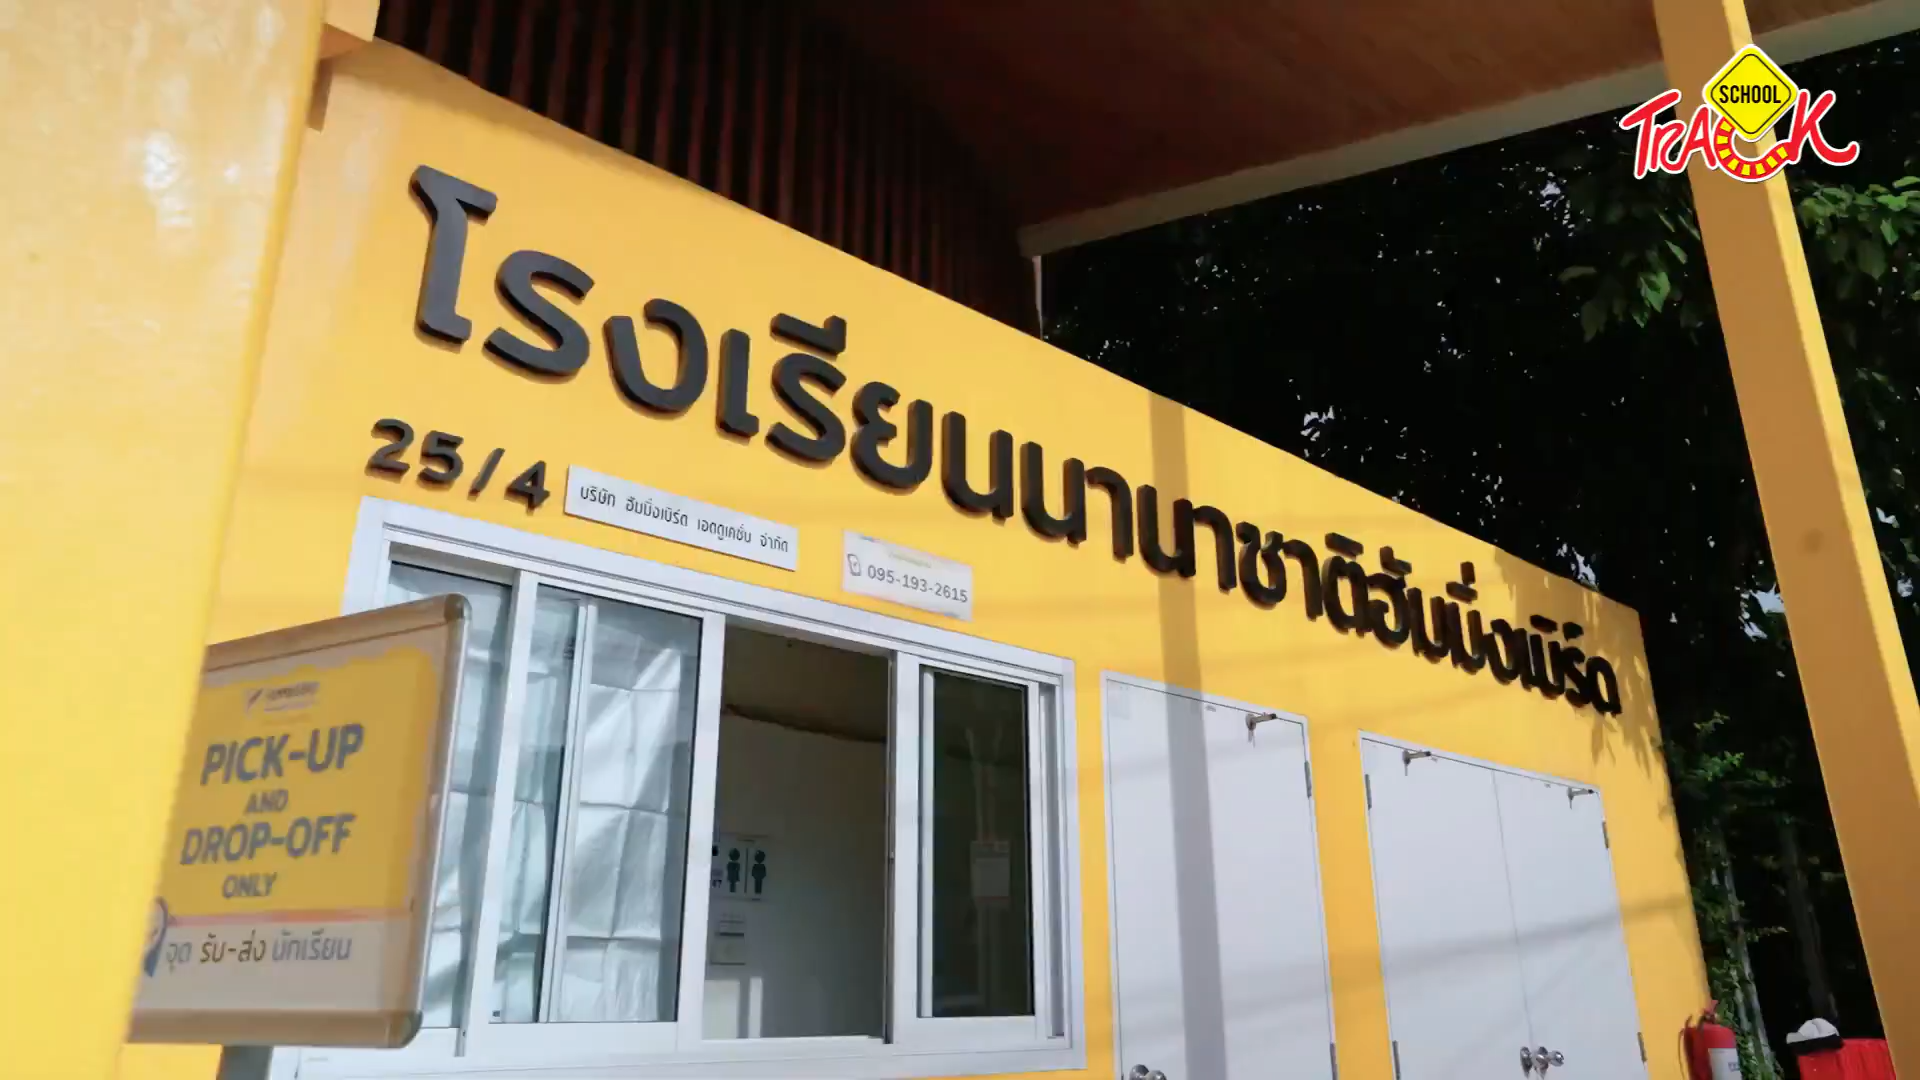 SCHOOL
TRACK
โรงเรียนนานาชาติฮัมมิ่งเบิร์ด
25/4
บริษัท ฮัมมิ่งเบิร์ด เอดดูเคชั่น จำกัด
095-193-2615
PICK-UP
AND
DROP-OFF
ONLY
จุด รับ-ส่ง นักเรียน